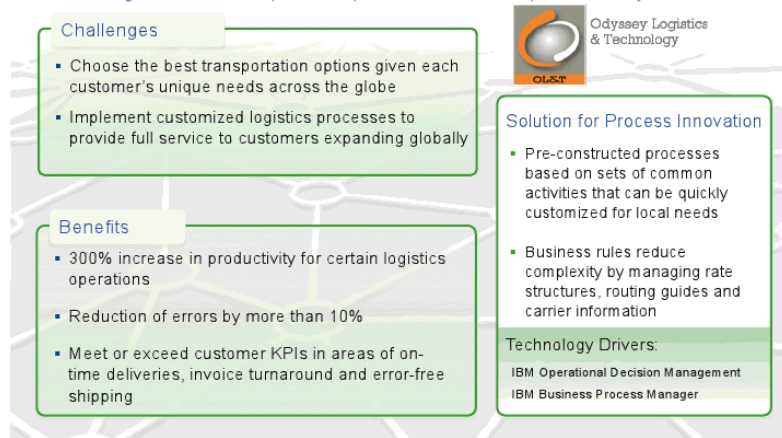 Challenges
▪ Choose the best transportation options given each
customer's unique needs across the globe
▪ Implement customized logistics processes to
provide full service to customers expanding globally
Benefits
▪ 300% increase in productivity for certain logistics
operations
▪ Reduction of errors by more than 10%
▪ Meet or exceed customer KPIs in areas of on-
time deliveries, invoice turnaround and error-free
shipping
OL&T
Odyssey Logistics
& Technology
Solution for Process Innovation
▪ Pre-constructed processes
based on sets of common
activities that can be quickly
customized for local needs
▪ Business rules reduce
complexity by managing rate
structures, routing guides and
carrier information
Technology Drivers:
IBM Operational Decision Management
IBM Business Process Manager